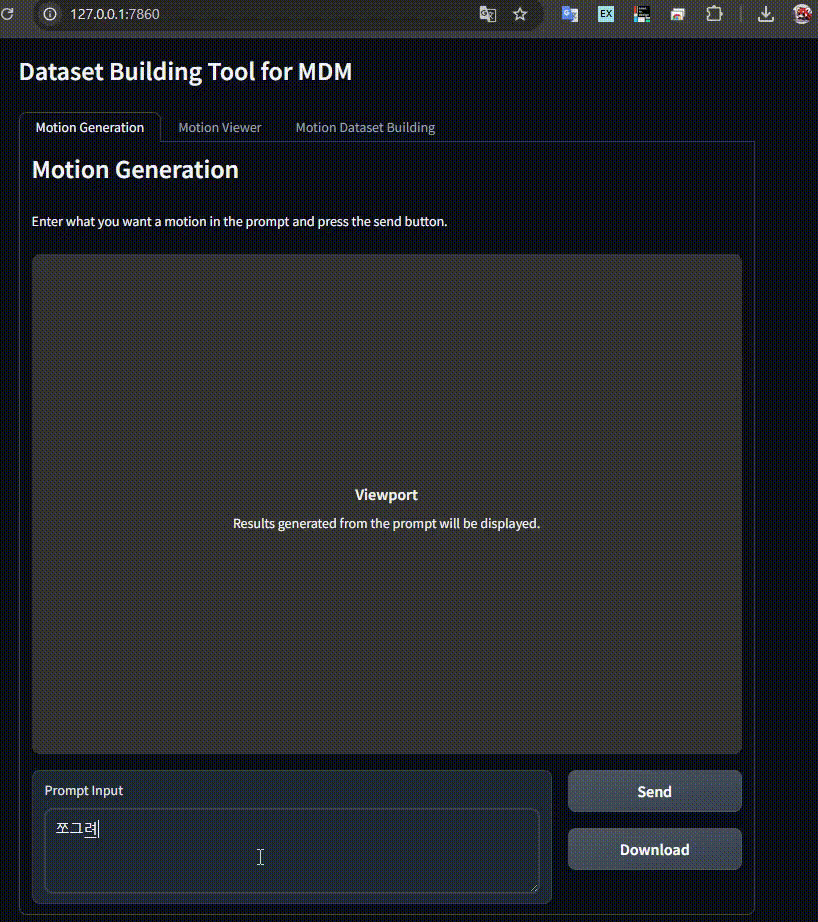 127.0.0.1:7860
EX
Dataset Building Tool for MDM
Motion Generation
Motion Viewer
Motion Dataset Building
Motion Generation
Enter what you want a motion in the prompt and press the send button.
Viewport
Results generated from the prompt will be displayed.
Prompt Input
쪼그려
Send
Download